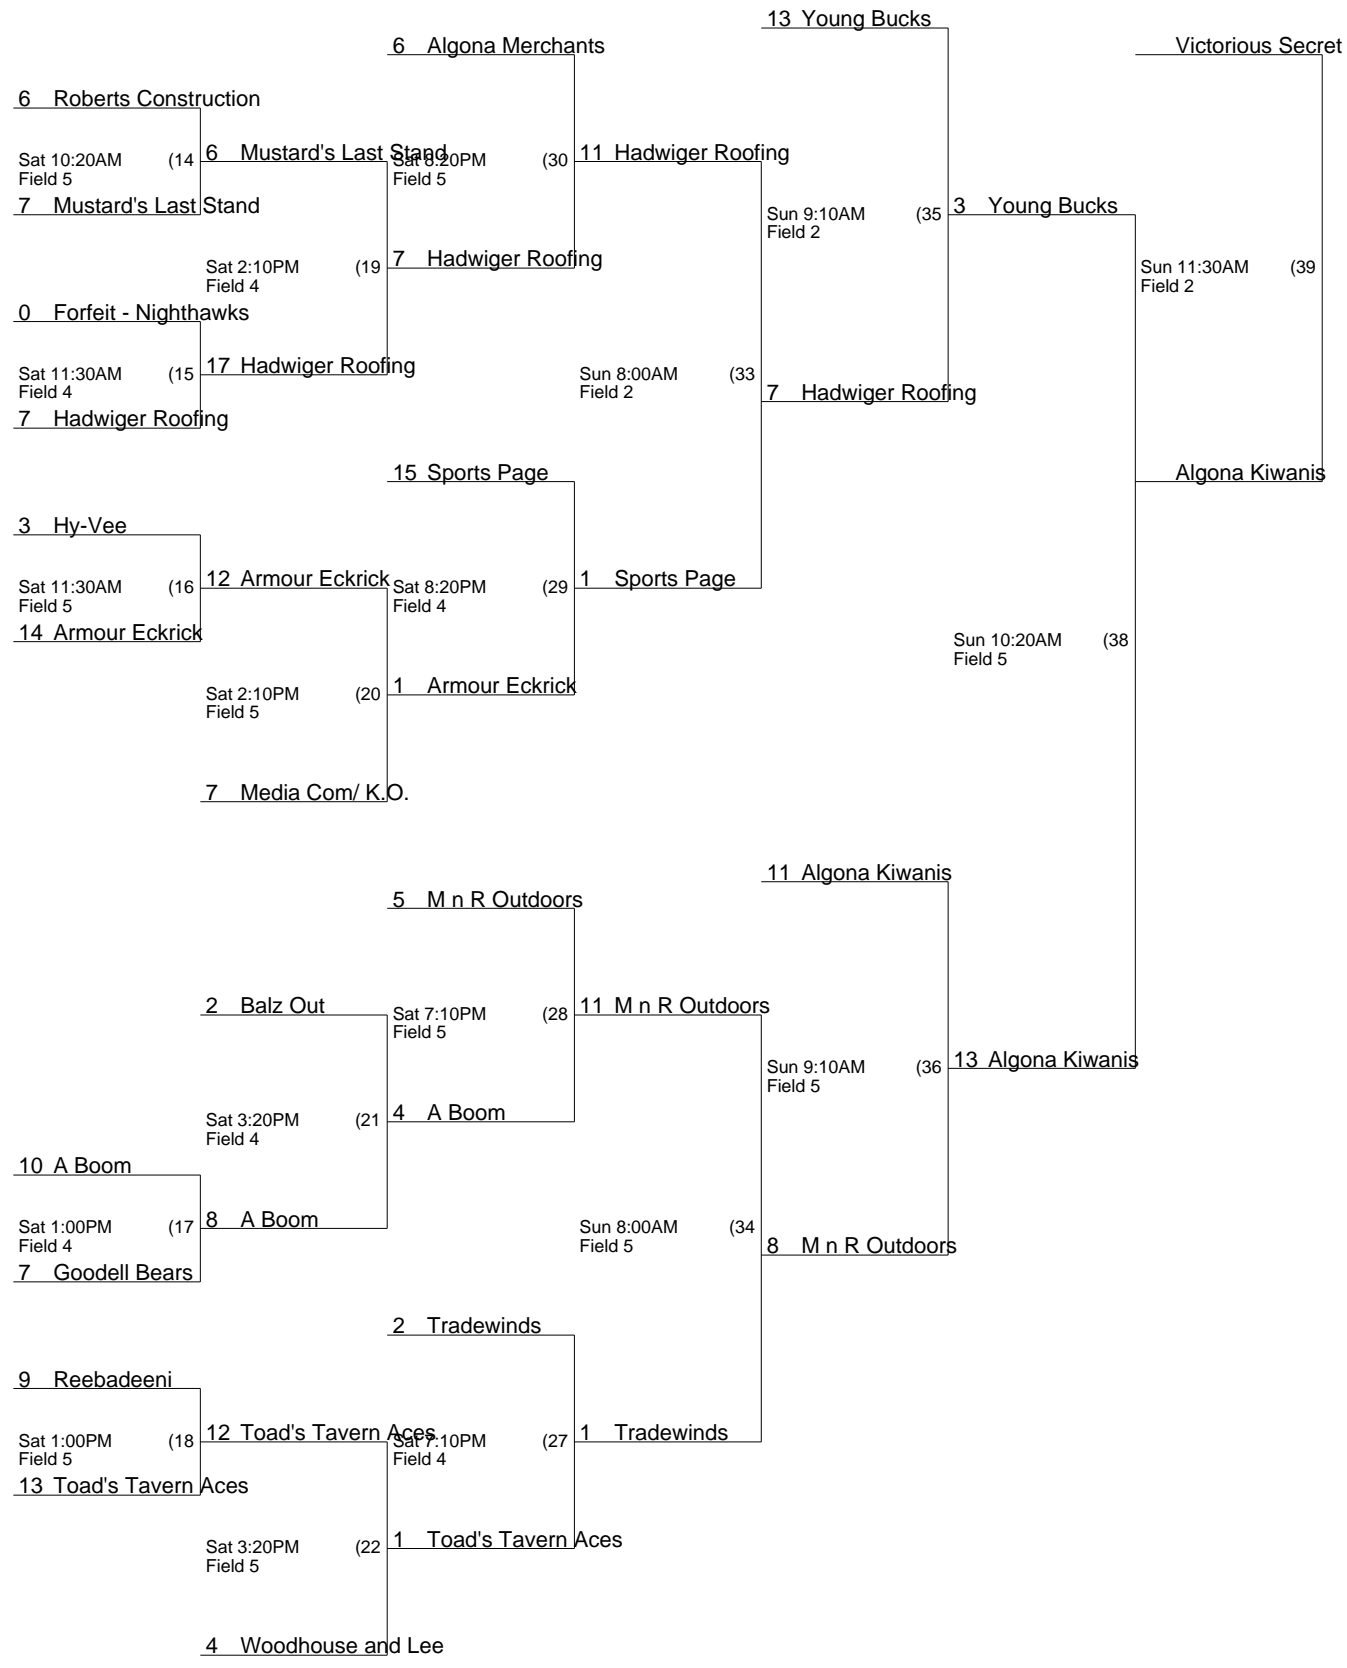 13 Young Bucks
6 Algona Merchants
Victorious Secret
6 Roberts Construction
Sat 10:20AM (14
Field 5
6 Mustard's Last Stand
Sat 8:20PM (30
Field 5
11 Hadwiger Roofing
7 Mustard's Last Stand
Sun 9:10AM (35
Field 2
3 Young Bucks
Sat 2:10PM (19
Field 4
7 Hadwiger Roofing
Sun 11:30AM (39
Field 2
0 Forfeit - Nighthawks
Sat 11:30AM (15
Field 4
17 Hadwiger Roofing
Sun 8:00AM (33
Field 2
7 Hadwiger Roofing
7 Hadwiger Roofing
15 Sports Page
Algona Kiwanis
3 Hy-Vee
Sat 11:30AM (16
Field 5
12 Armour Eckrick
Sat 8:20PM (29
Field 4
1 Sports Page
14 Armour Eckrick
Sun 10:20AM (38
Field 5
Sat 2:10PM (20
Field 5
1 Armour Eckrick
7 Media Com/ K.O.
11 Algona Kiwanis
5 M n R Outdoors
2 Balz Out
Sat 7:10PM (28
Field 5
11 M n R Outdoors
Sun 9:10AM (36
Field 5
13 Algona Kiwanis
Sat 3:20PM (21
Field 4
4 A Boom
10 A Boom
Sat 1:00PM (17
Field 4
8 A Boom
Sun 8:00AM (34
Field 5
8 M n R Outdoors
7 Goodell Bears
2 Tradewinds
9 Reebadeeni
Sat 1:00PM (18
Field 5
12 Toad's Tavern Aces
Sat 7:10PM (27
Field 4
1 Tradewinds
13 Toad's Tavern Aces
Sat 3:20PM (22
Field 5
1 Toad's Tavern Aces
4 Woodhouse and Lee